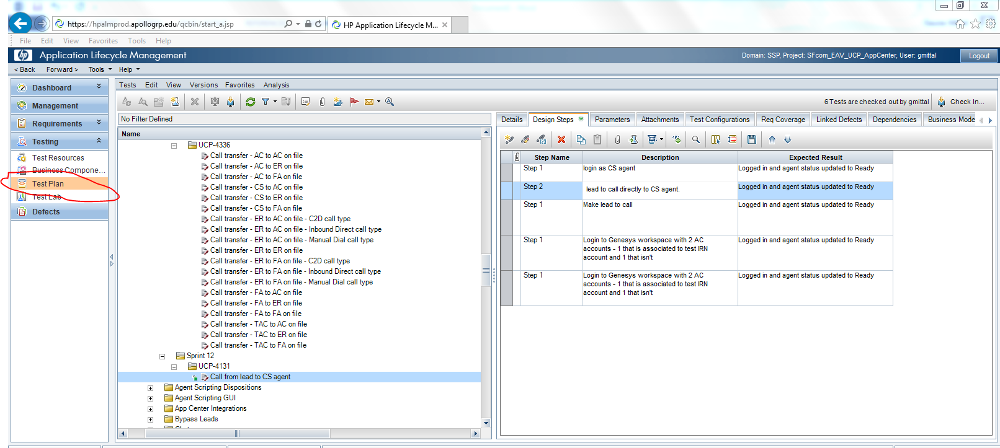 https://hpalmprod.apollogrp.edu/qcbin/start_a.jsp
HP Application Lifecycle M...
File Edit View Favorites Tools Help
hp Application Lifecycle Management
Domain: SSP, Project: SFcom_EAV_UCP_AppCenter, User: gmittal
Logout
< Back Forward > Tools Help
Dashboard
Management
Requirements
Testing
Test Resources
Business Compone...
Test Plan
Test Lab
Defects
Tests Edit View Versions Favorites Analysis
6 Tests are checked out by gmittal
Check In...
No Filter Defined
Name
UCP-4336
Call transfer - AC to AC on file
Call transfer - AC to ER on file
Call transfer - AC to FA on file
Call transfer - CS to AC on file
Call transfer - CS to ER on file
Call transfer - CS to FA on file
Call transfer - ER to AC on file - C2D call type
Call transfer - ER to AC on file - Inbound Direct call type
Call transfer - ER to AC on file - Manual Dial call type
Call transfer - ER to ER on file
Call transfer - ER to FA on file - C2D call type
Call transfer - ER to FA on file - Inbound Direct call type
Call transfer - ER to FA on file - Manual Dial call type
Call transfer - FA to AC on file
Call transfer - FA to ER on file
Call transfer - FA to FA on file
Call transfer - TAC to AC on file
Call transfer - TAC to ER on file
Call transfer - TAC to FA on file
Sprint 12
UCP-4131
Call from lead to CS agent
Agent Scripting Dispositions
Agent Scripting GUI
App Center Integrations
Bypass Leads
Details Design Steps Parameters Attachments Test Configurations Req Coverage Linked Defects Dependencies Business Mode
Step Name Description Expected Result
Step 1 login as CS agent Logged in and agent status updated to Ready
Step 2 lead to call directly to CS agent. Logged in and agent status updated to Ready
Step 1 Make lead to call Logged in and agent status updated to Ready
Step 1 Login to Genesys workspace with 2 AC Logged in and agent status updated to Ready
accounts - 1 that is associated to test IRN
account and 1 that isn't
Step 1 Login to Genesys workspace with 2 AC Logged in and agent status updated to Ready
accounts - 1 that is associated to test IRN
account and 1 that isn't